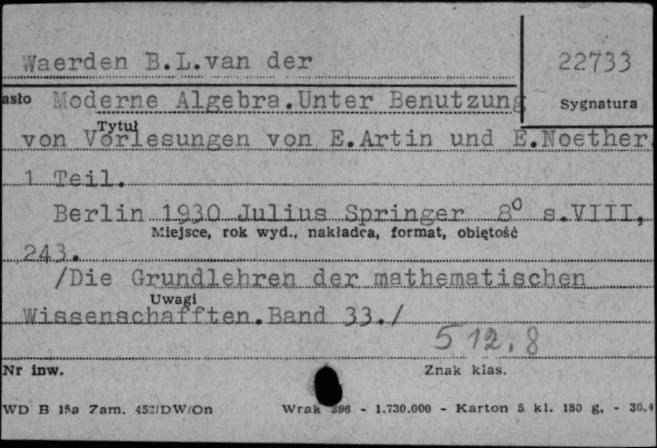 Waerden B.L.van der
22733
asło Moderne Algebra.Unter Benutzung
Sygnatura
Tytuł
von Vorlesungen von E.Artin und E.Noether.
1 Teil.
Berlin 1930 Julius Springer 8° s.VIII,
Miejsce, rok wyd., nakładca, format, objętość
243.
/Die Grundlehren der mathematischen
Uwagi
Wissenschafften.Band 33./
512.8
Nr inw.
Znak klas.
WD B 15a Zam. 452/DW/On Wrak 396 - 1.730.000 - Karton 5 kl. 180 g. - 30.4